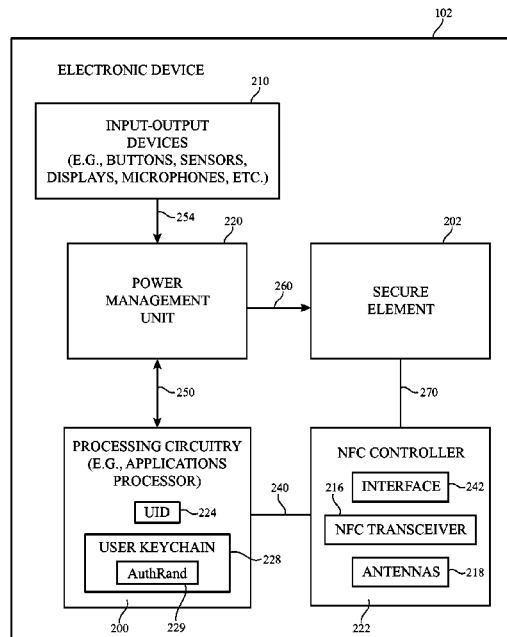 102
ELECTRONIC DEVICE
210
INPUT-OUTPUT
DEVICES
(E.G., BUTTONS, SENSORS,
DISPLAYS, MICROPHONES, ETC.)
254
220
202
POWER
MANAGEMENT
UNIT
260
SECURE
ELEMENT
250
270
PROCESSING CIRCUITRY
(E.G., APPLICATIONS
PROCESSOR)
UID
224
USER KEYCHAIN
228
AuthRand
200
229
240
NFC CONTROLLER
INTERFACE
242
216
NFC TRANSCEIVER
ANTENNAS
218
222